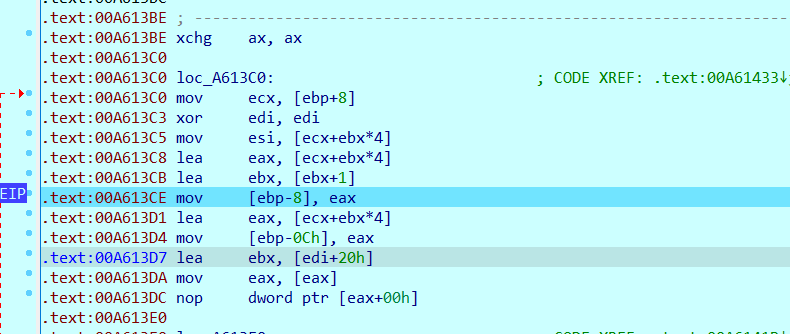 .text:00A613BE
.text:00A613BE ; ---------------------------------------------------------------------------
.text:00A613BE xchg    ax, ax
.text:00A613C0
.text:00A613C0 loc_A613C0:                             ; CODE XREF: .text:00A61433↓
.text:00A613C0 mov     ecx, [ebp+8]
.text:00A613C3 xor     edi, edi
.text:00A613C5 mov     esi, [ecx+ebx*4]
.text:00A613C8 lea     eax, [ecx+ebx*4]
.text:00A613CB lea     ebx, [ebx+1]
EIP .text:00A613CE mov     [ebp-8], eax
.text:00A613D1 lea     eax, [ecx+ebx*4]
.text:00A613D4 mov     [ebp-0Ch], eax
.text:00A613D7 lea     ebx, [edi+20h]
.text:00A613DA mov     eax, [eax]
.text:00A613DC nop     dword ptr [eax+00h]
.text:00A613E0